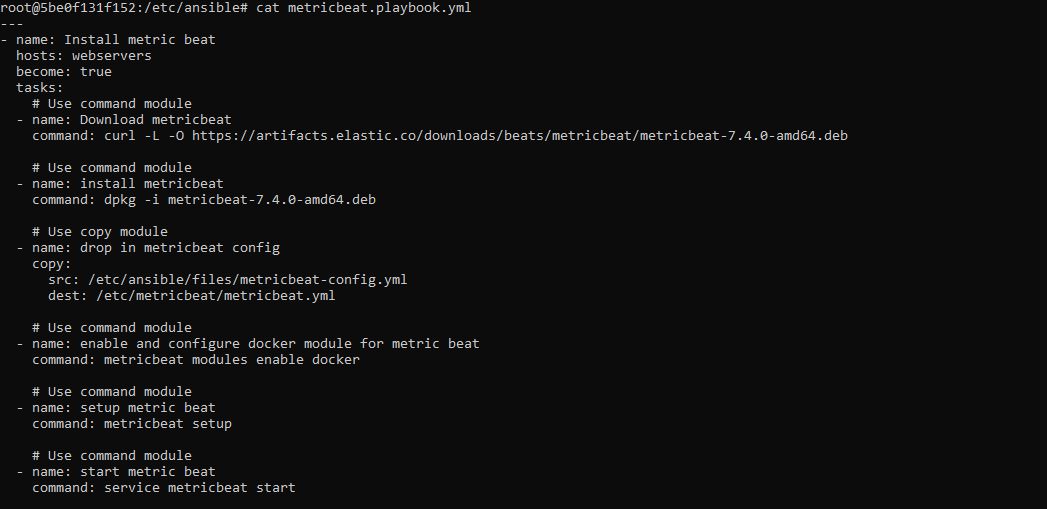 root@5be0f131f152:/etc/ansible# cat metricbeat.playbook.yml
---
- name: Install metric beat
  hosts: webservers
  become: true
  tasks:
    # Use command module
  - name: Download metricbeat
    command: curl -L -O https://artifacts.elastic.co/downloads/beats/metricbeat/metricbeat-7.4.0-amd64.deb

    # Use command module
  - name: install metricbeat
    command: dpkg -i metricbeat-7.4.0-amd64.deb

    # Use copy module
  - name: drop in metricbeat config
    copy:
      src: /etc/ansible/files/metricbeat-config.yml
      dest: /etc/metricbeat/metricbeat.yml

    # Use command module
  - name: enable and configure docker module for metric beat
    command: metricbeat modules enable docker

    # Use command module
  - name: setup metric beat
    command: metricbeat setup

    # Use command module
  - name: start metric beat
    command: service metricbeat start